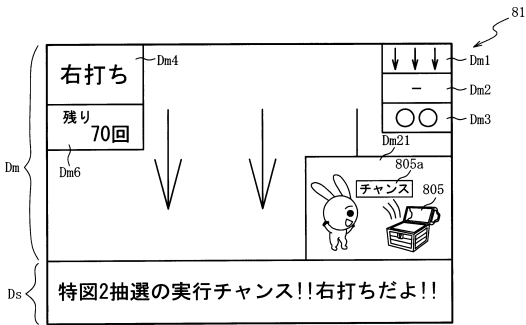 81
右打ち
Dm4
Dm1
－
Dm2
残り
70回
○○
Dm3
Dm6
Dm21
805a
チャンス
805
Dm
Ds
特図2抽選の実行チャンス!!右打ちだよ!!